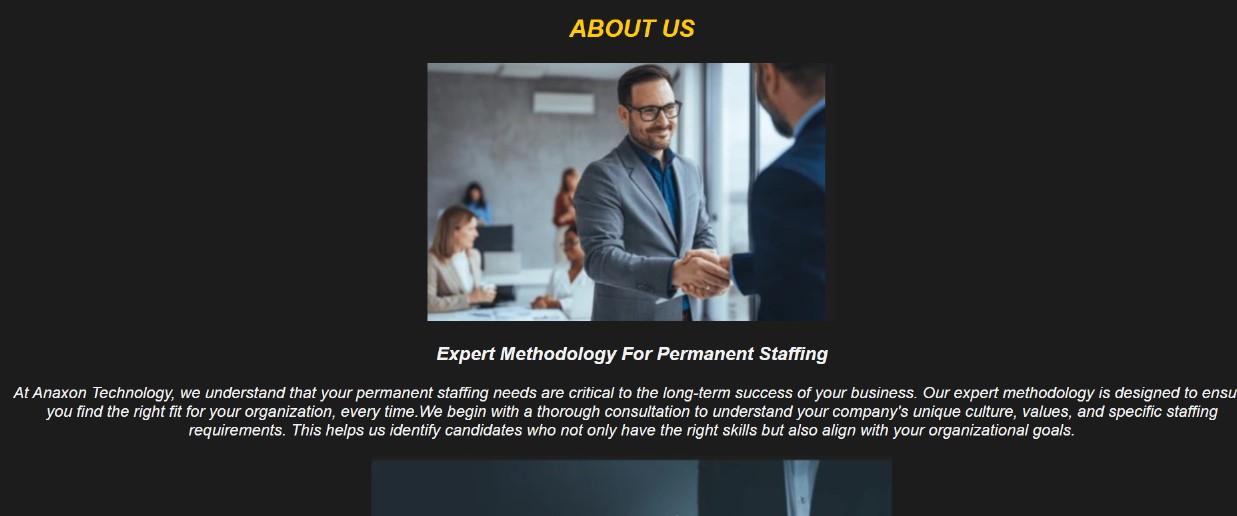 ABOUT US
Expert Methodology For Permanent Staffing
At Anaxon Technology, we understand that your permanent staffing needs are critical to the long-term success of your business. Our expert methodology is designed to
you find the right fit for your organization, every time.We begin with a thorough consultation to understand your company's unique culture, values, and specific staffing
requirements. This helps us identify candidates who not only have the right skills but also align with your organizational goals.